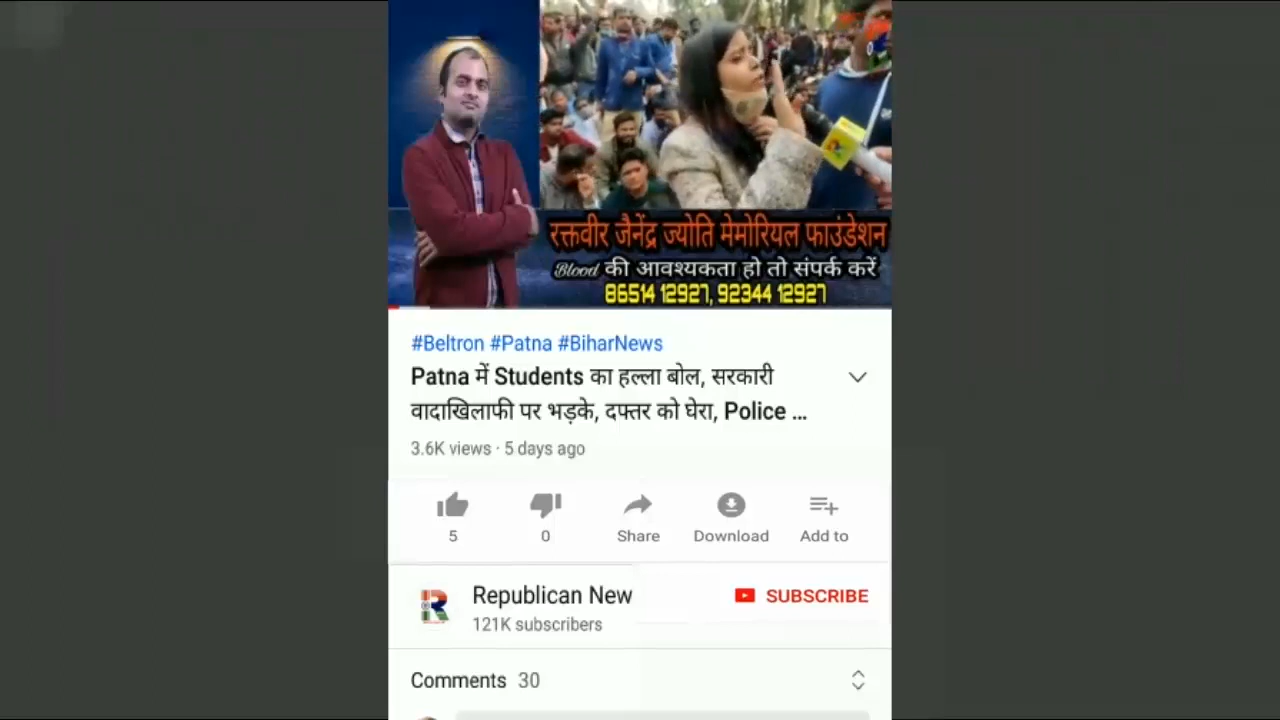 रक्तवीर जैनेंद्र ज्योति मेमोरियल फाउंडेशन
Blood की आवश्यकता हो तो संपर्क करें
86514 12927, 92344 12927
#Beltron #Patna #BiharNews
Patna में Students का हल्ला बोल, सरकारी
वादाखिलाफी पर भड़के, दफ्तर को घेरा, Police ...
3.6K views · 5 days ago
5 0 Share Download Add to
Republican New SUBSCRIBE
121K subscribers
Comments 30